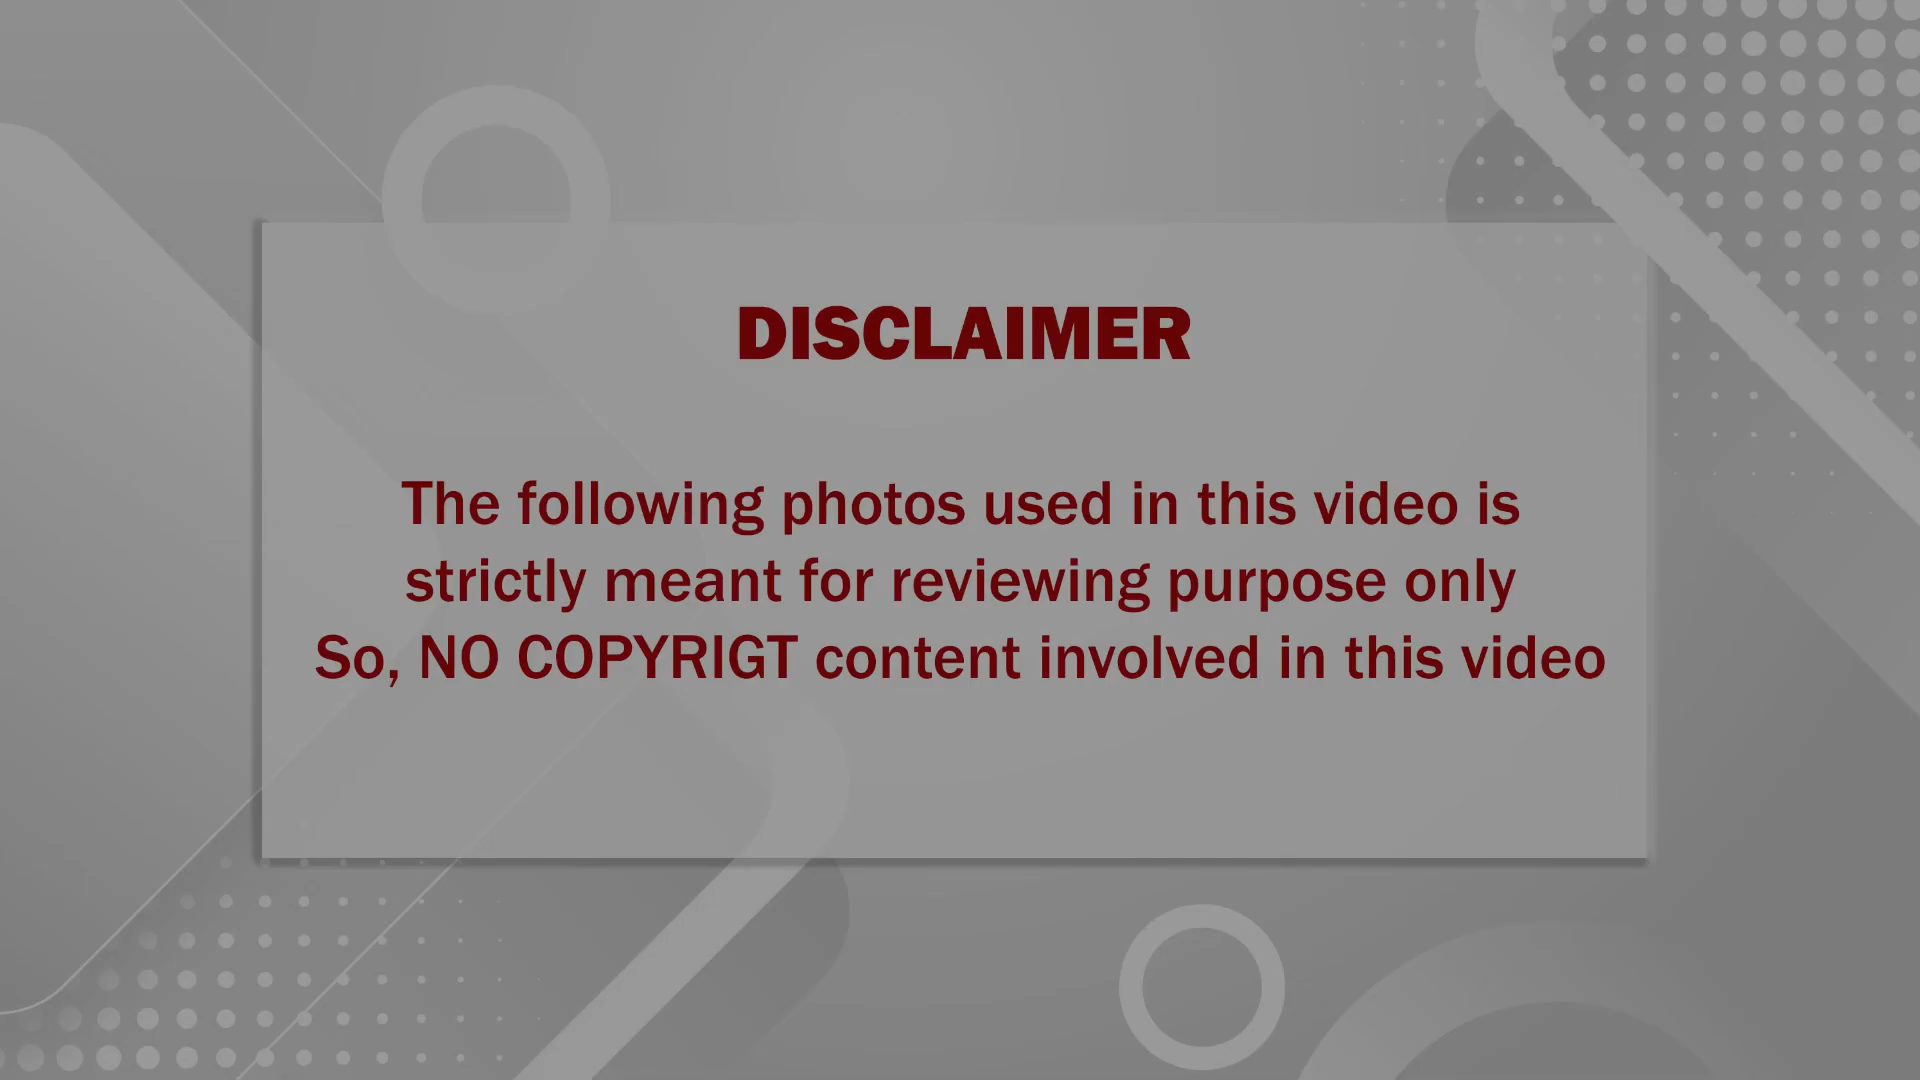 DISCLAIMER
The following photos used in this video is
strictly meant for reviewing purpose only
So, NO COPYRIGT content involved in this video